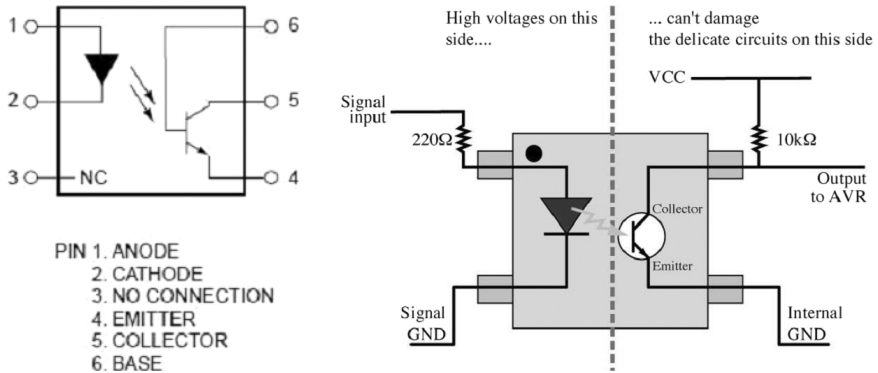 1
6
2
5
3
NC
4
PIN 1. ANODE
2. CATHODE
3. NO CONNECTION
4. EMITTER
5. COLLECTOR
6. BASE
High voltages on this
side....
... can't damage
the delicate circuits on this side
VCC
Signal
input
220Ω
10kΩ
Output
to AVR
Collector
Emitter
Signal
GND
Internal
GND